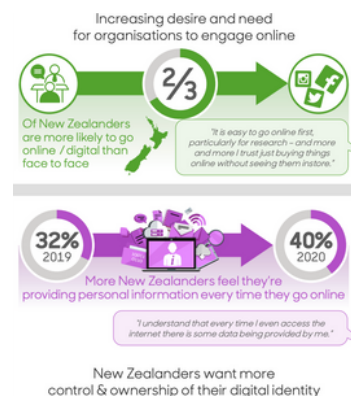 Increasing desire and need
for organisations to engage online
2/3
Of New Zealanders
are more likely to go
online / digital than
face to face
"It is easy to go online first,
particularly for research – and more
and more I trust just buying things
online without seeing them instore."
32%
2019
40%
2020
More New Zealanders feel they're
providing personal information every time they go online
"I understand that every time I even access the
internet there is some data being provided by me."
New Zealanders want more
control & ownership of their digital identity